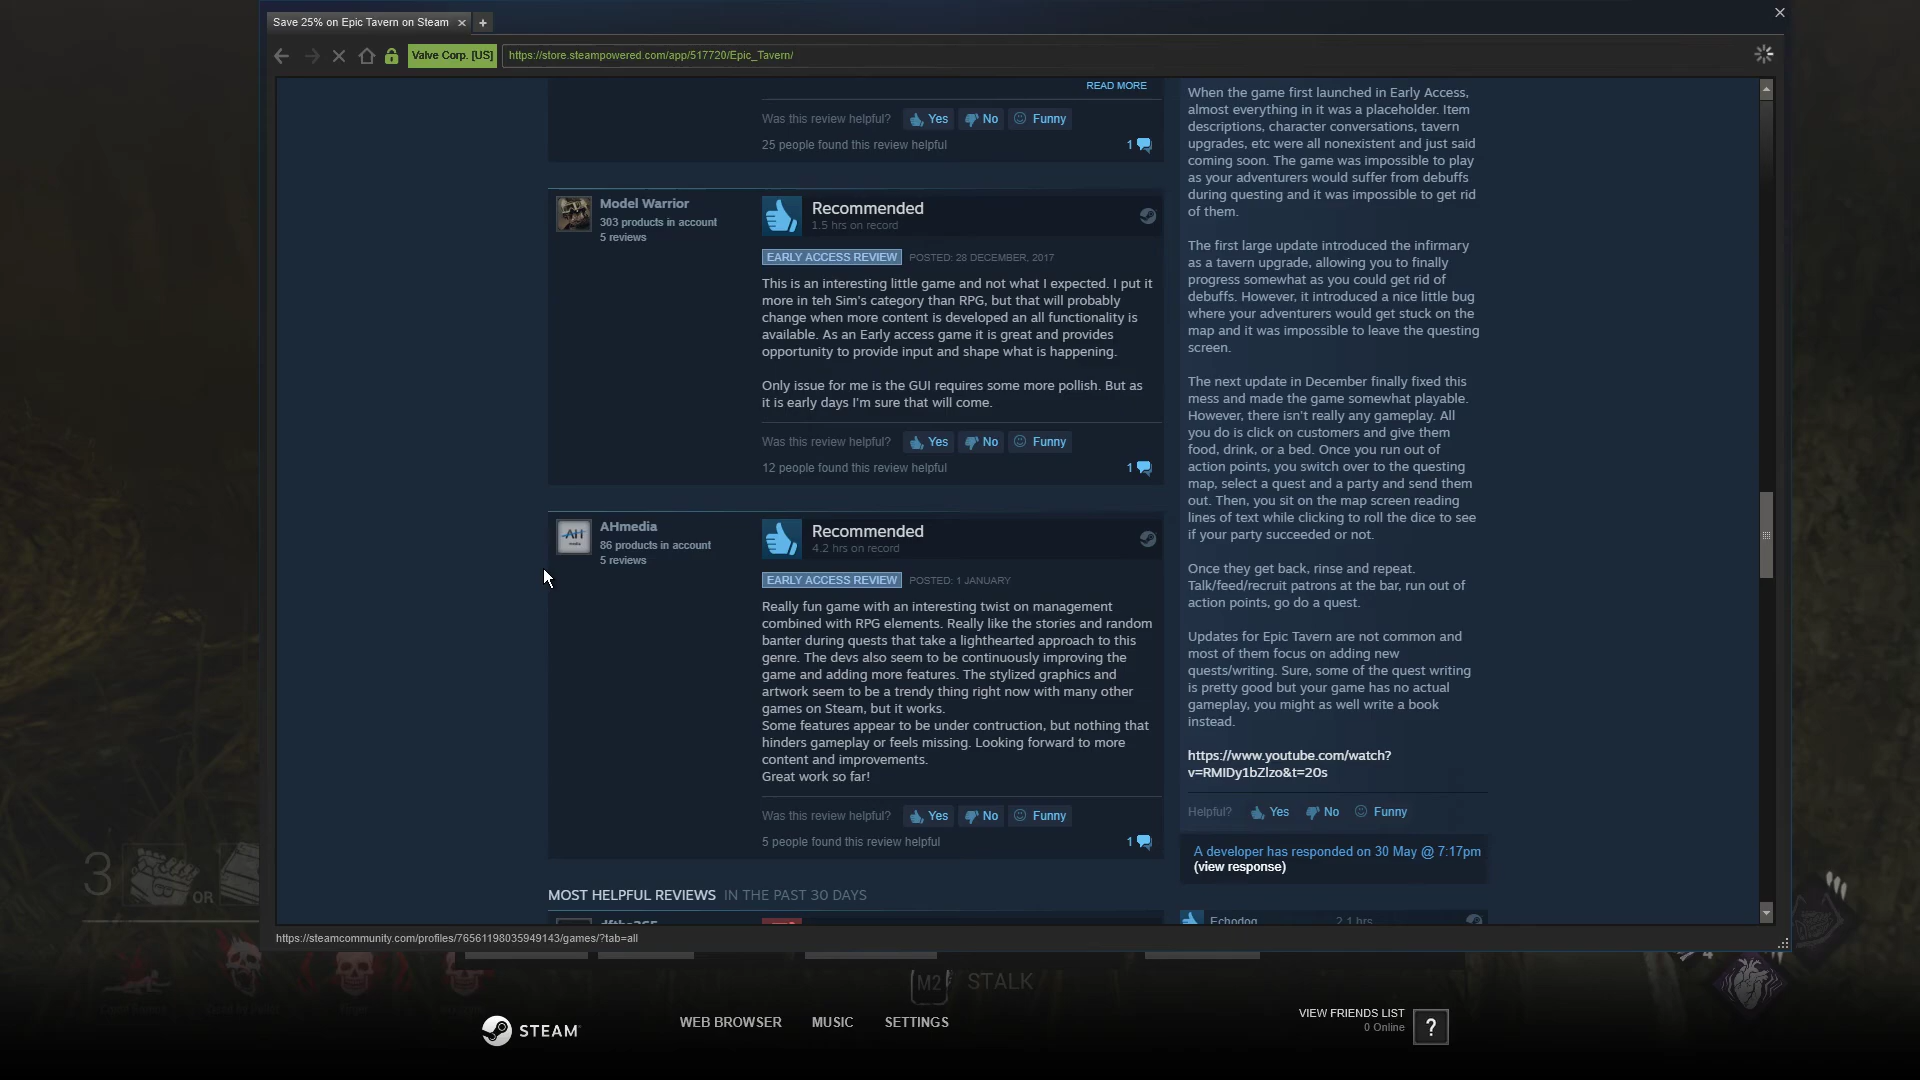 Save 25% on Epic Tavern on Steam
Valve Corp. [US]
https://store.steampowered.com/app/517720/Epic_Tavern/
READ MORE
Was this review helpful? Yes No Funny
25 people found this review helpful
1
Model Warrior
303 products in account
5 reviews
Recommended
1.5 hrs on record
EARLY ACCESS REVIEW POSTED: 28 DECEMBER, 2017
This is an interesting little game and not what I expected. I put it
more in teh Sim's category than RPG, but that will probably
change when more content is developed an all functionality is
available. As an Early access game it is great and provides
opportunity to provide input and shape what is happening.
Only issue for me is the GUI requires some more pollish. But as
it is early days I'm sure that will come.
Was this review helpful? Yes No Funny
12 people found this review helpful
1
AHmedia
86 products in account
5 reviews
Recommended
4.2 hrs on record
EARLY ACCESS REVIEW POSTED: 1 JANUARY
Really fun game with an interesting twist on management
combined with RPG elements. Really like the stories and random
banter during quests that take a lighthearted approach to this
genre. The devs also seem to be continuously improving the
game and adding more features. The stylized graphics and
artwork seem to be a trendy thing right now with many other
games on Steam, but it works.
Some features appear to be under contruction, but nothing that
hinders gameplay or feels missing. Looking forward to more
content and improvements.
Great work so far!
Was this review helpful? Yes No Funny
5 people found this review helpful
1
MOST HELPFUL REVIEWS IN THE PAST 30 DAYS
When the game first launched in Early Access,
almost everything in it was a placeholder. Item
descriptions, character conversations, tavern
upgrades, etc were all nonexistent and just said
coming soon. The game was impossible to play
as your adventurers would suffer from debuffs
during questing and it was impossible to get rid
of them.
The first large update introduced the infirmary
as a tavern upgrade, allowing you to finally
progress somewhat as you could get rid of
debuffs. However, it introduced a nice little bug
where your adventurers would get stuck on the
map and it was impossible to leave the questing
screen.
The next update in December finally fixed this
mess and made the game somewhat playable.
However, there isn't really any gameplay. All
you do is click on customers and give them
food, drink, or a bed. Once you run out of
action points, you switch over to the questing
map, select a quest and a party and send them
out. Then, you sit on the map screen reading
lines of text while clicking to roll the dice to see
if your party succeeded or not.
Once they get back, rinse and repeat.
Talk/feed/recruit patrons at the bar, run out of
action points, go do a quest.
Updates for Epic Tavern are not common and
most of them focus on adding new
quests/writing. Sure, some of the quest writing
is pretty good but your game has no actual
gameplay, you might as well write a book
instead.
https://www.youtube.com/watch?
v=RMIDy1bZlzo&t=20s
Helpful? Yes No Funny
A developer has responded on 30 May @ 7:17pm
(view response)
Echodog 2.1 hrs
https://steamcommunity.com/profiles/76561198035949143/games/?tab=all
3
OR
M2 STALK
STEAM
WEB BROWSER MUSIC SETTINGS
VIEW FRIENDS LIST
0 Online
?